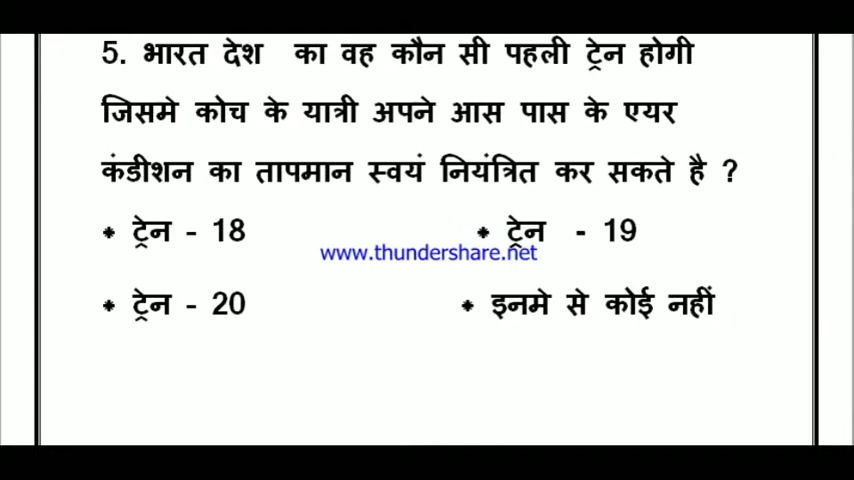 5. भारत देश का वह कौन सी पहली ट्रेन होगी
जिसमे कोच के यात्री अपने आस पास के एयर
कंडीशन का तापमान स्वयं नियंत्रित कर सकते है ?
* ट्रेन - 18 * ट्रेन - 19
www.thundershare.net
* ट्रेन - 20 * इनमे से कोई नहीं